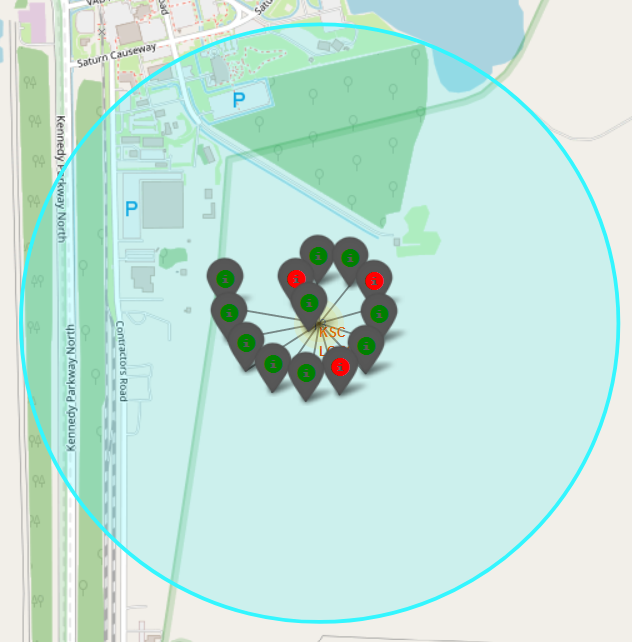 Saturn Causeway
P
Kennedy Parkway North
P
KSC
Kennedy Parkway North
Contractors Road